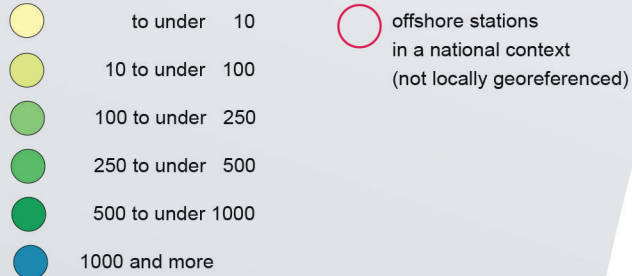 to under 10
10 to under 100
100 to under 250
250 to under 500
500 to under 1000
1000 and more
offshore stations
in a national context
(not locally georeferenced)